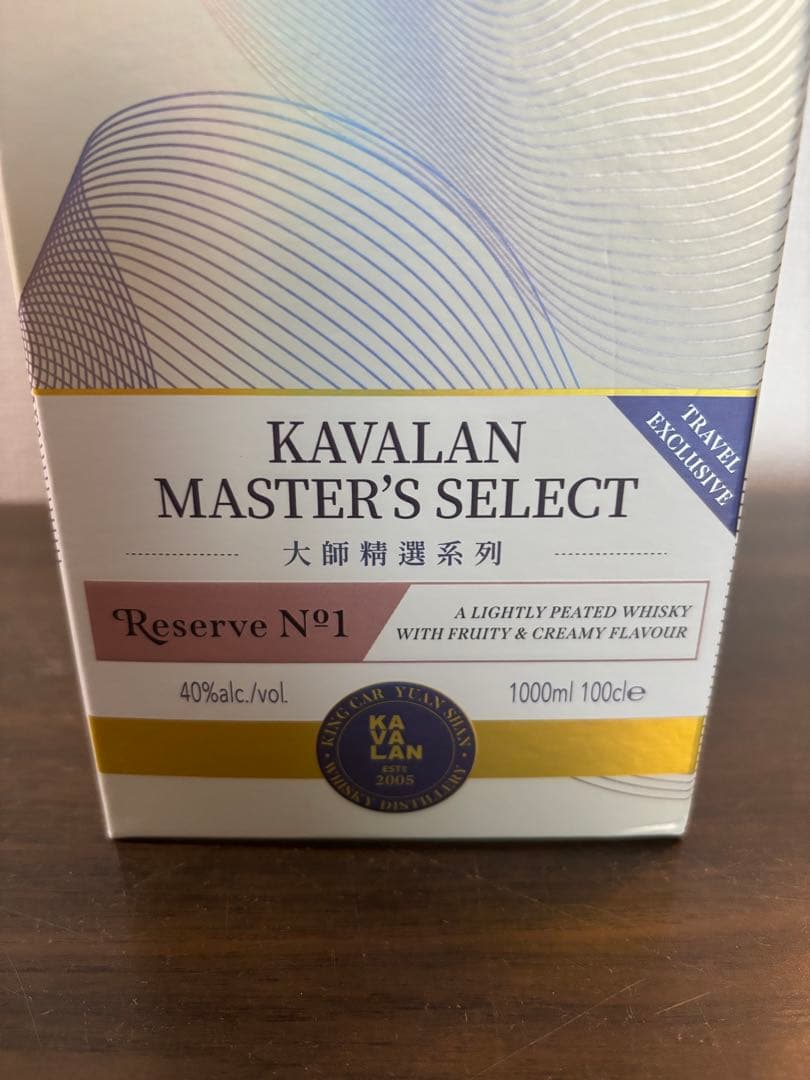 TRAVEL
EXCLUSIVE
KAVALAN
MASTER'S SELECT
大師精選系列
Reserve Nº1
A LIGHTLY PEATED WHISKY
WITH FRUITY & CREAMY FLAVOUR
40%alc./vol.
1000ml 100cl℮
KING CAR YUAN SHAN
KA
VA
LAN
ESTD
2005
WHISKY DISTILLERY